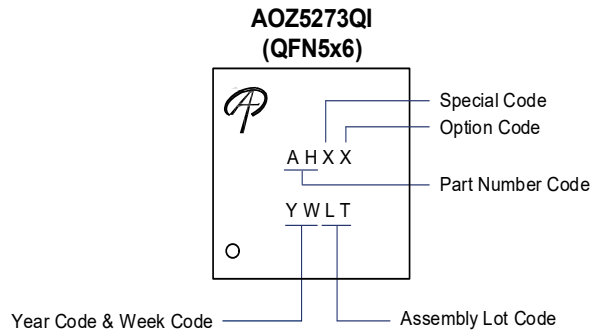 AOZ5273QI
(QFN5x6)
Special Code
Option Code
A H X X
Part Number Code
Y W L T
Year Code & Week Code
Assembly Lot Code